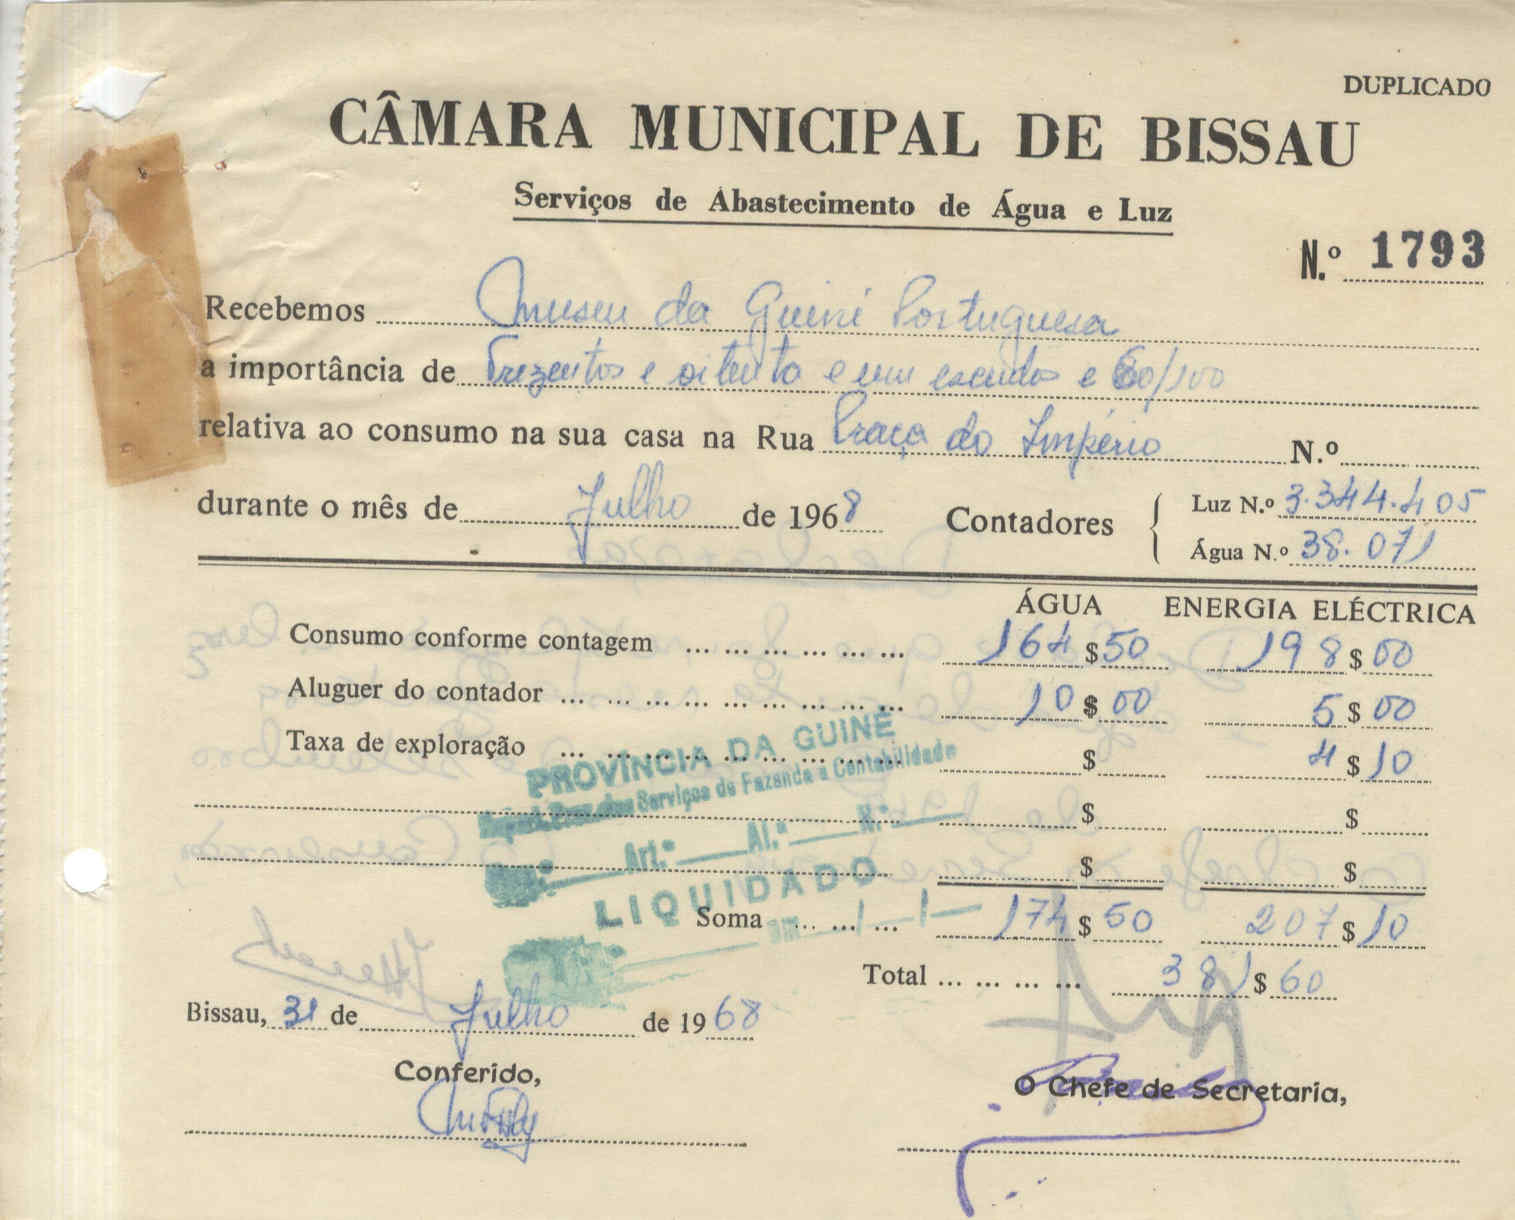 DUPLICADO
CÂMARA MUNICIPAL DE BISSAU
Serviços de Abastecimento de Água e Luz
N.º 1793
Recebemos Museu da Guiné Portuguesa
a importância de Trezentos e oitenta e um escudos e 60/100
relativa ao consumo na sua casa na Rua Praça do Império N.º
durante o mês de Julho de 1968 Contadores { Luz N.º 3.344.405
Água N.º 38.071
ÁGUA ENERGIA ELÉCTRICA
Consumo conforme contagem ... ... ... ... ... ... 164 $ 50 198 $ 00
Aluguer do contador ... ... ... ... ... ... ... ... ... 10 $ 00 5 $ 00
Taxa de exploração ... ... ... ... ... ... ... ... ... $ 4 $ 10
PROVÍNCIA DA GUINÉ
dos Serviços de Fazenda e Contabilidade
$ $
Art.º Al.º N.º
$ $
LIQUIDADO
Soma ... ... ... 174 $ 50 207 $ 10
em / /
Total ... ... ... ... 381 $ 60
Bissau, 31 de Julho de 1968
Conferido,
O Chefe de Secretaria,